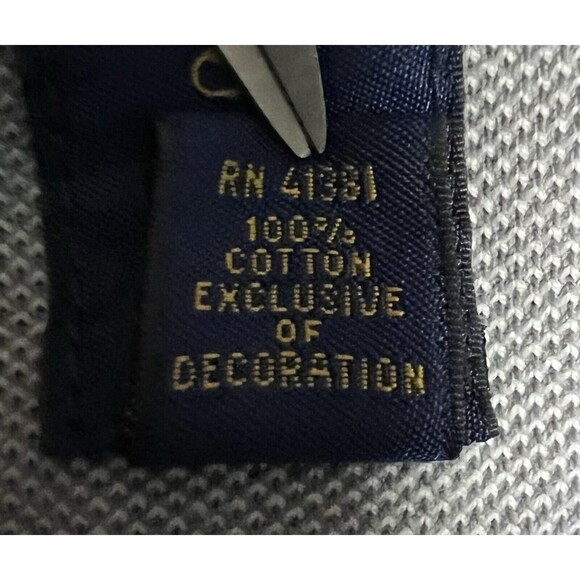 RN 41381
100%
COTTON
EXCLUSIVE
OF
DECORATION